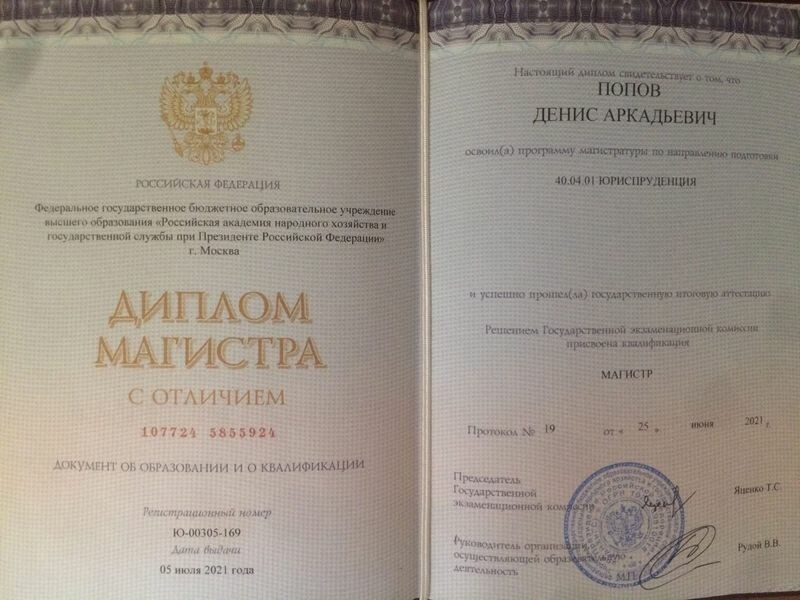 РОССИЙСКАЯ ФЕДЕРАЦИЯ
Федеральное государственное бюджетное образовательное учреждение
высшего образования «Российская академия народного хозяйства и
государственной службы при Президенте Российской Федерации»
г. Москва
ДИПЛОМ
МАГИСТРА
С ОТЛИЧИЕМ
107724 5855924
ДОКУМЕНТ ОБ ОБРАЗОВАНИИ И О КВАЛИФИКАЦИИ
Регистрационный номер
Ю-00305-169
Дата выдачи
05 июля 2021 года
Настоящий диплом свидетельствует о том, что
ПОПОВ
ДЕНИС АРКАДЬЕВИЧ
освоил(а) программу магистратуры по направлению подготовки
40.04.01 ЮРИСПРУДЕНЦИЯ
и успешно прошел(ла) государственную итоговую аттестацию
Решением Государственной экзаменационной комиссии
присвоена квалификация
МАГИСТР
Протокол № 19 от « 25 » июня 2021 г.
Председатель
Государственной
экзаменационной комиссии
Яценко Т.С.
Руководитель организации,
осуществляющей образовательную
деятельность
Рудой В.В.
М.П.